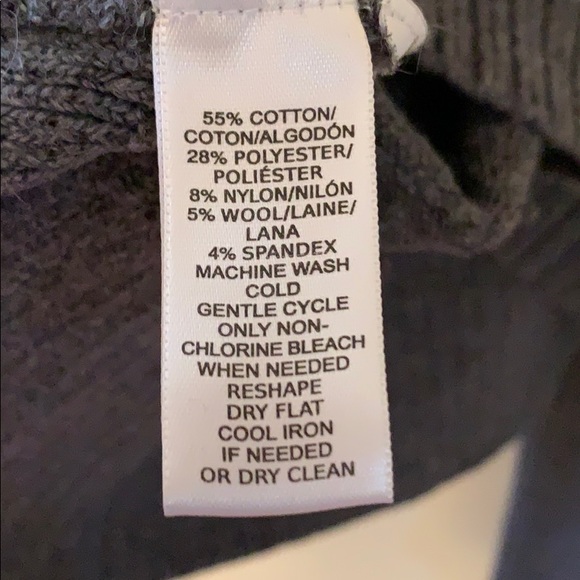 55% COTTON/
COTON/ALGODÓN
28% POLYESTER/
POLIÉSTER
8% NYLON/NILÓN
5% WOOL/LAINE/
LANA
4% SPANDEX
MACHINE WASH
COLD
GENTLE CYCLE
ONLY NON-
CHLORINE BLEACH
WHEN NEEDED
RESHAPE
DRY FLAT
COOL IRON
IF NEEDED
OR DRY CLEAN